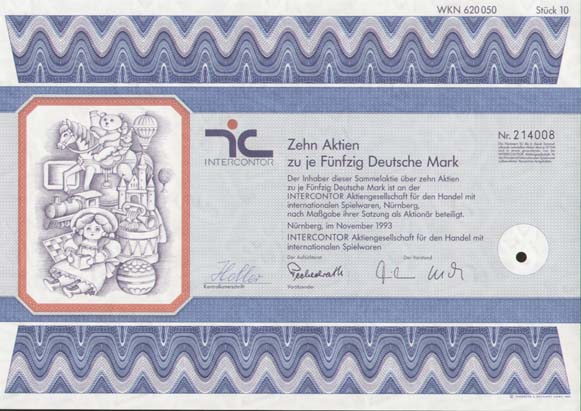 WKN 620 050 Stück 10
INTERCONTOR
Zehn Aktien
zu je Fünfzig Deutsche Mark
Nr. 214008
Der Inhaber dieser Sammelaktie über zehn Aktien
zu je Fünfzig Deutsche Mark ist an der
INTERCONTOR Aktiengesellschaft für den Handel mit
internationalen Spielwaren, Nürnberg,
nach Maßgabe ihrer Satzung als Aktionär beteiligt.
Nürnberg, im November 1993
INTERCONTOR Aktiengesellschaft für den Handel mit
internationalen Spielwaren
Der Aufsichtsrat Der Vorstand
Kontrollunterschrift
Vorsitzender